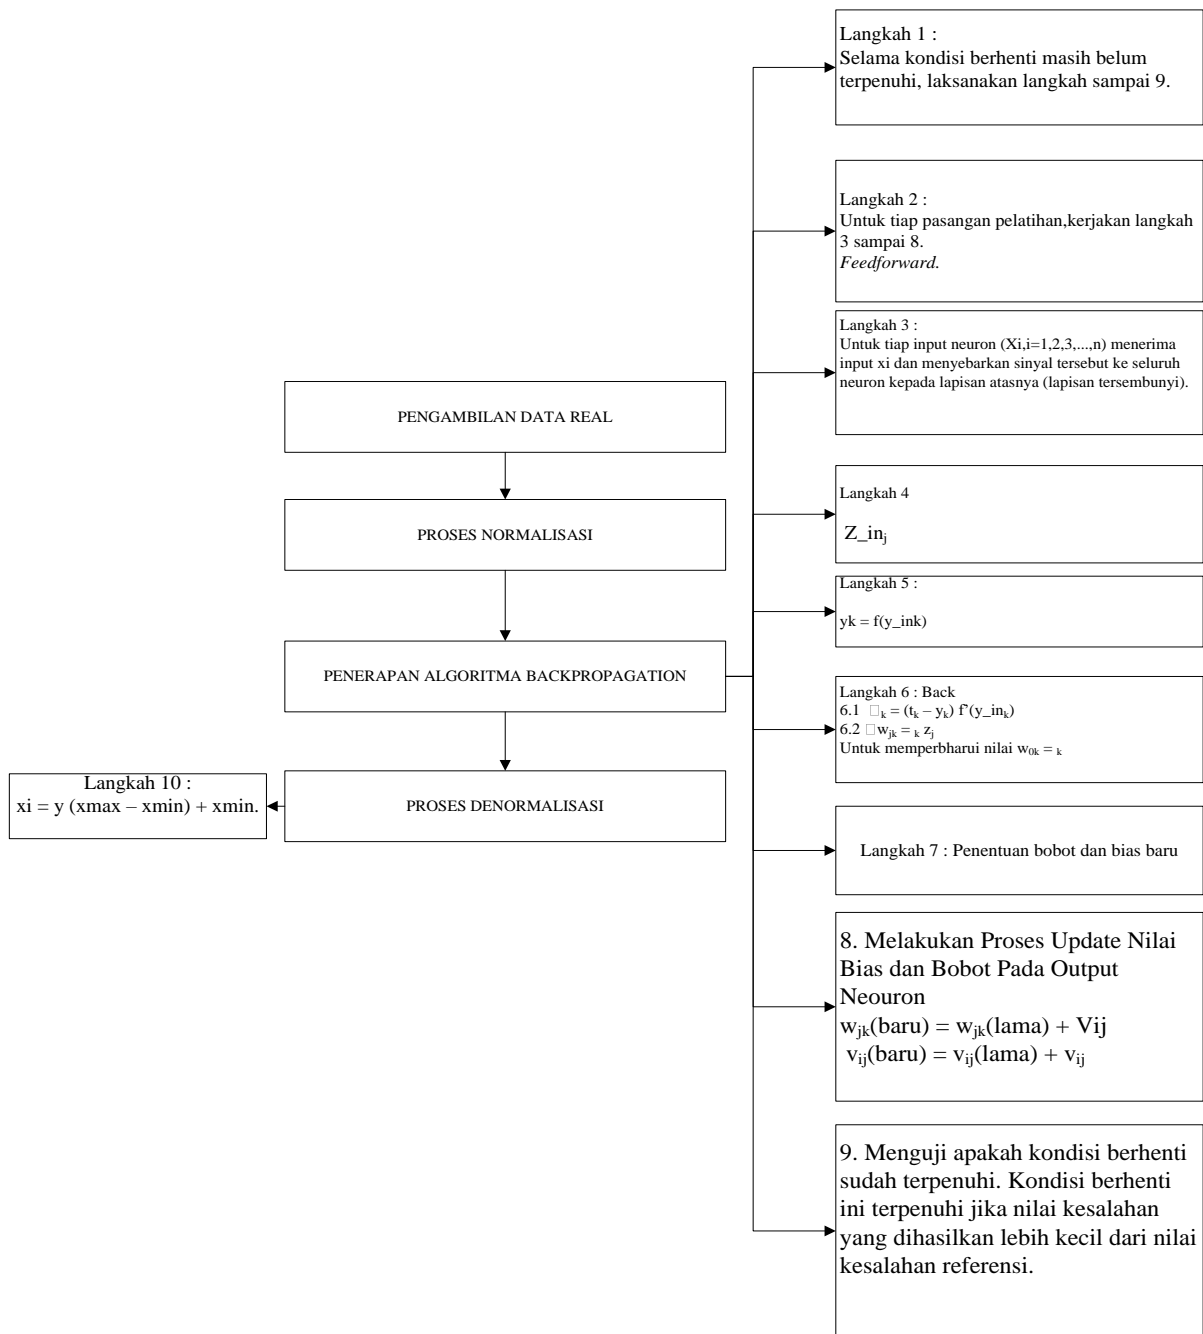 Langkah 1 :
Selama kondisi berhenti masih belum
terpenuhi, laksanakan langkah sampai 9.
Langkah 2 :
Untuk tiap pasangan pelatihan,kerjakan langkah
3 sampai 8.
Feedforward.
Langkah 3 :
Untuk tiap input neuron (Xi,i=1,2,3,...,n) menerima
input xi dan menyebarkan sinyal tersebut ke seluruh
neuron kepada lapisan atasnya (lapisan tersembunyi).
PENGAMBILAN DATA REAL
PROSES NORMALISASI
PENERAPAN ALGORITMA BACKPROPAGATION
PROSES DENORMALISASI
Langkah 10 :
xi = y (xmax – xmin) + xmin.
Langkah 4
Z_inj
Langkah 5 :
yk = f(y_ink)
Langkah 6 : Back
6.1 □k = (tk – yk) f’(y_ink)
6.2 □wjk = k zj
Untuk memperbharui nilai w0k = k
Langkah 7 : Penentuan bobot dan bias baru
8. Melakukan Proses Update Nilai
Bias dan Bobot Pada Output
Neouron
wjk(baru) = wjk(lama) + Vij
vij(baru) = vij(lama) + vij
9. Menguji apakah kondisi berhenti
sudah terpenuhi. Kondisi berhenti
ini terpenuhi jika nilai kesalahan
yang dihasilkan lebih kecil dari nilai
kesalahan referensi.